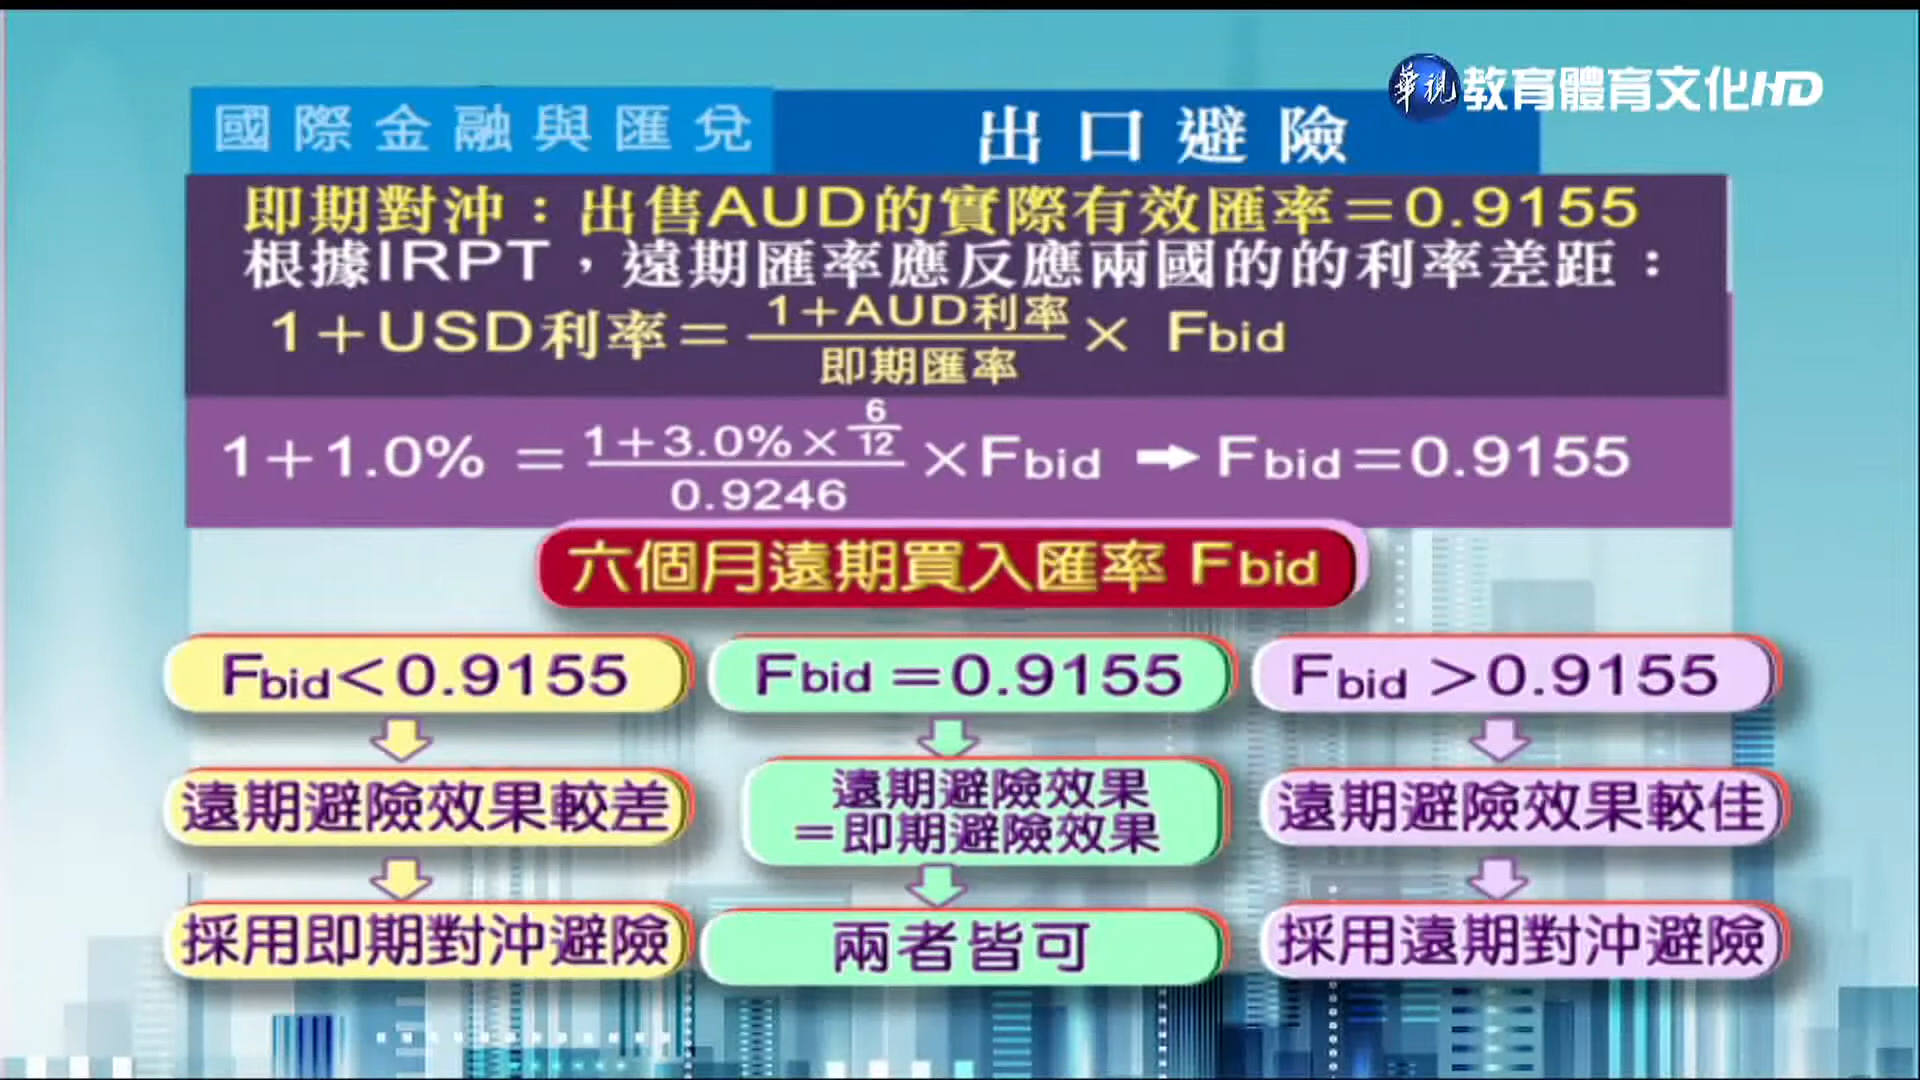 華視 教育體育文化HD
國際金融與匯兌
出口避險
即期對沖：出售AUD的實際有效匯率＝0.9155
根據IRPT，遠期匯率應反應兩國的的利率差距：
1＋USD利率＝(1＋AUD利率/即期匯率)× Fbid
1＋1.0% ＝(1＋3.0%×6/12 / 0.9246)×Fbid ➡ Fbid＝0.9155
六個月遠期買入匯率 Fbid
Fbid＜0.9155
Fbid ＝0.9155
Fbid ＞0.9155
遠期避險效果較差
遠期避險效果
＝即期避險效果
遠期避險效果較佳
採用即期對沖避險
兩者皆可
採用遠期對沖避險